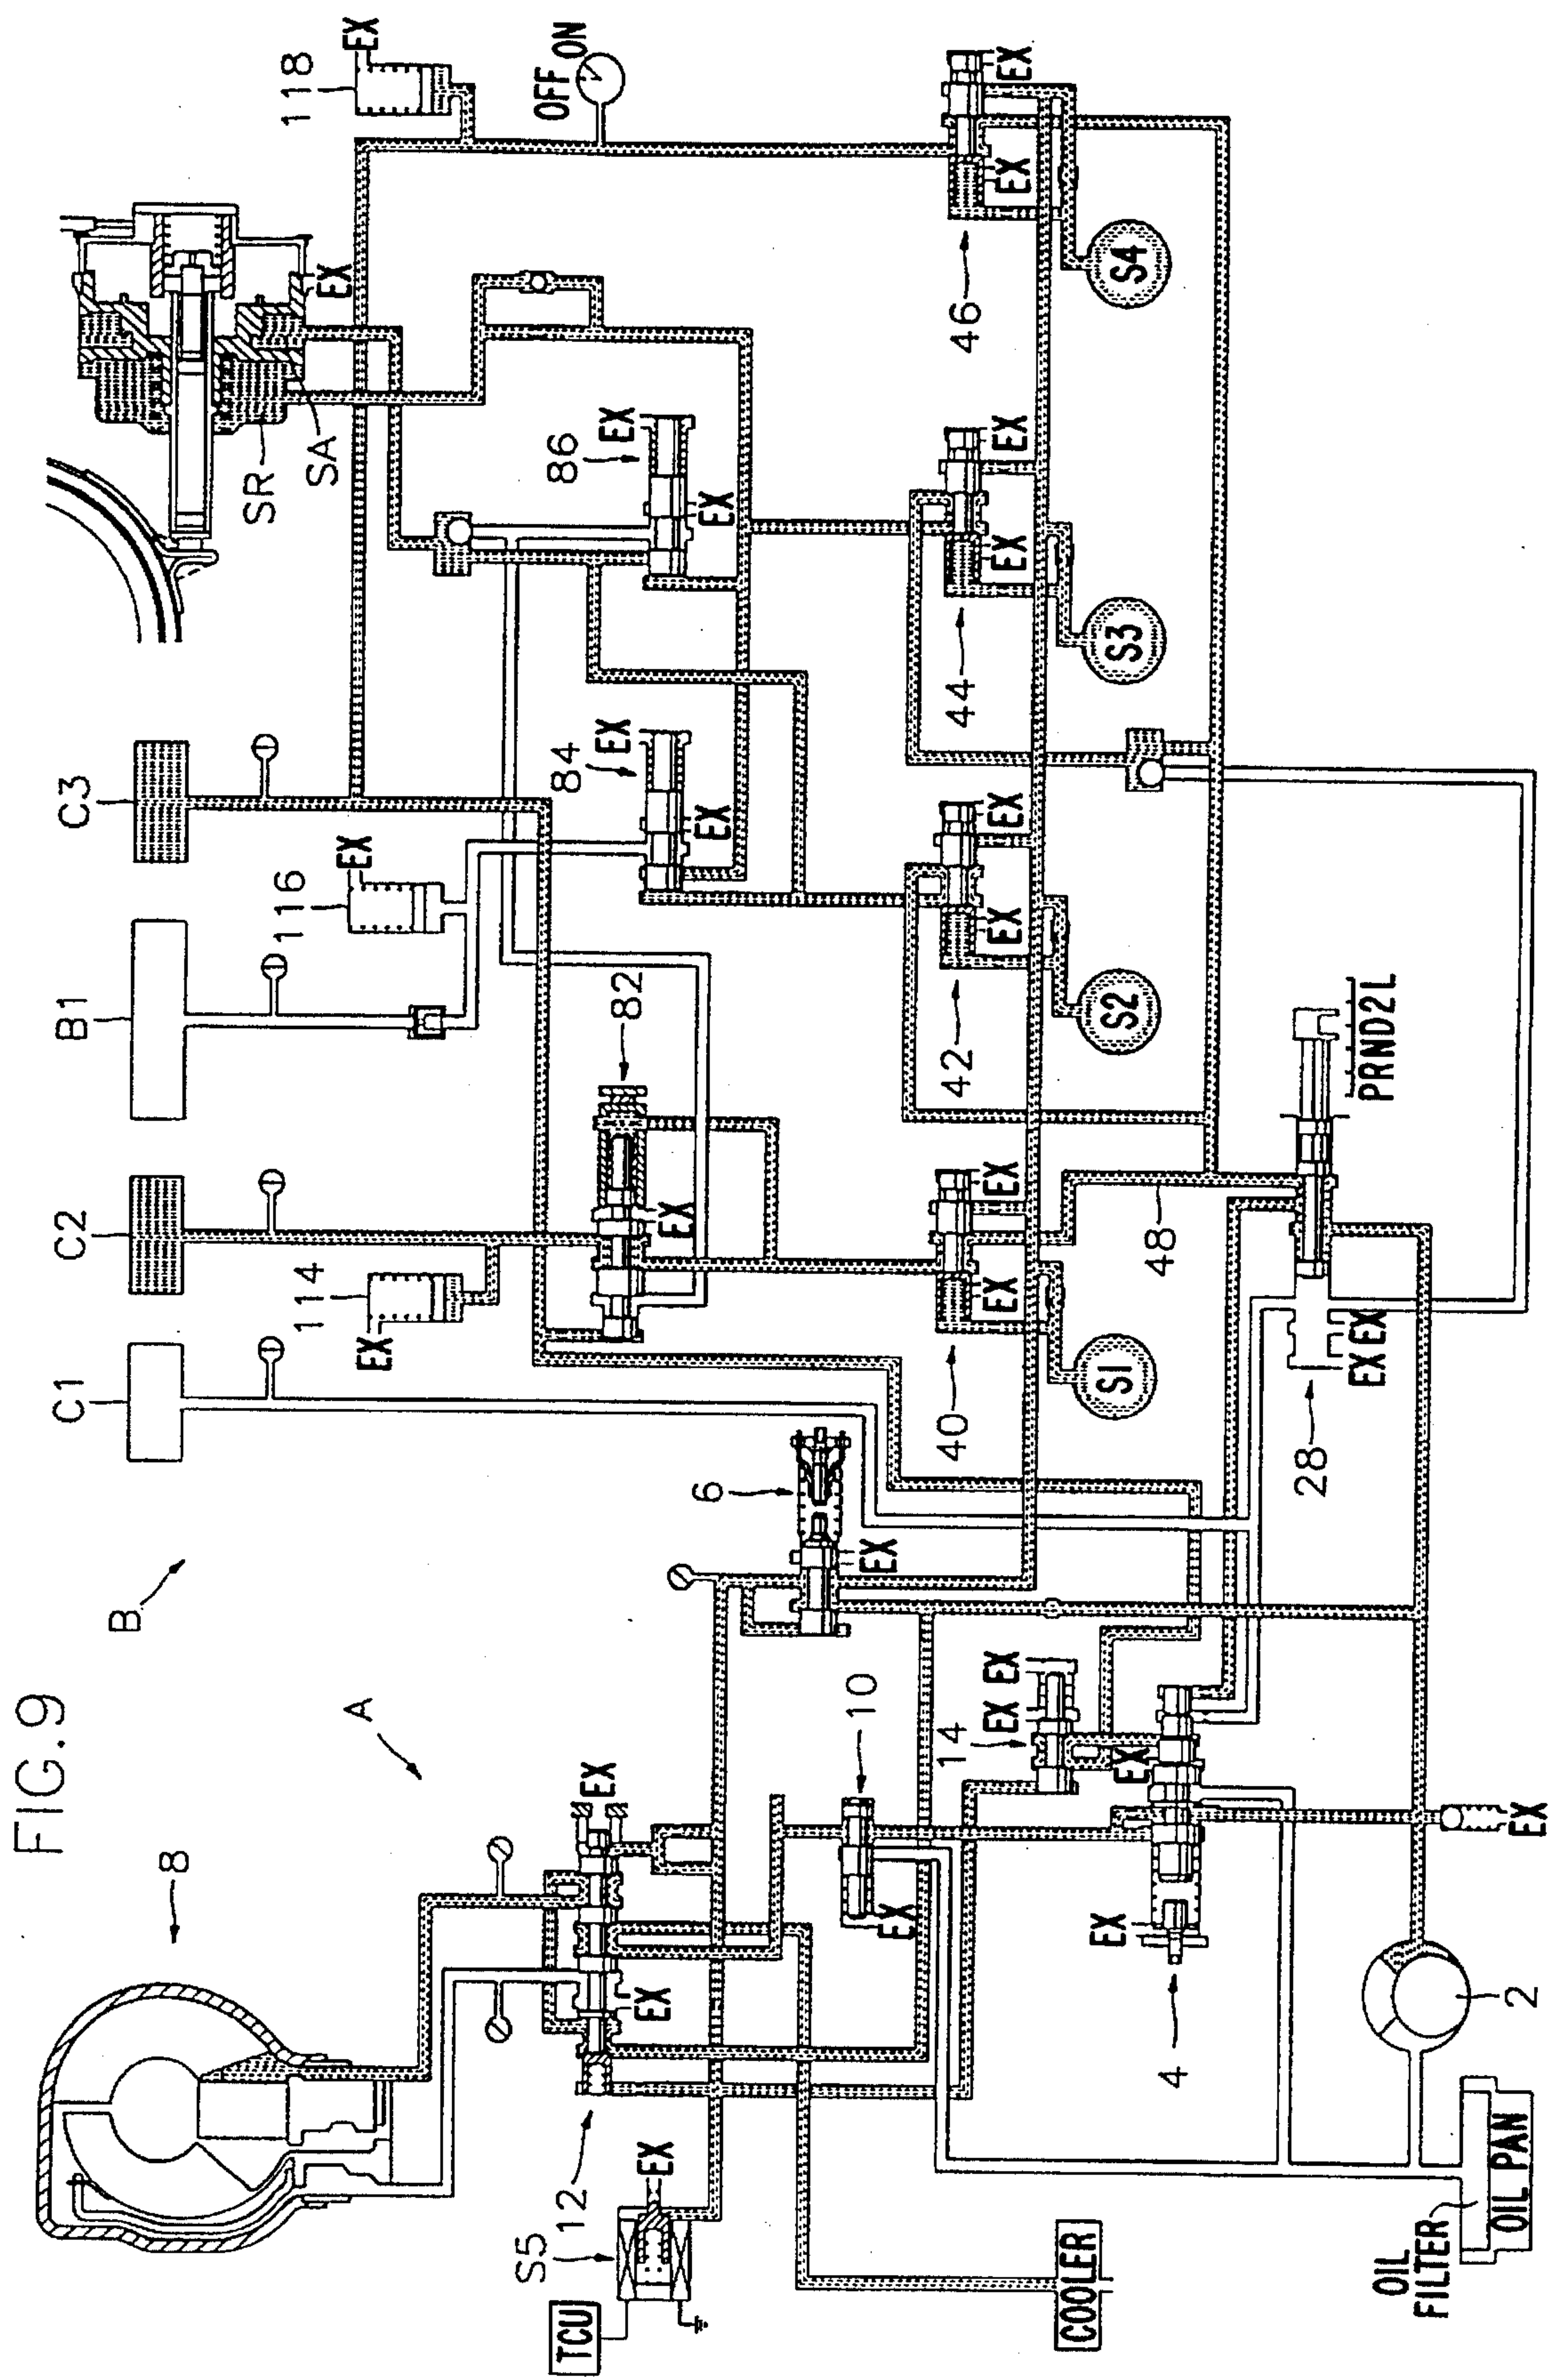 FIG.9
A
B
8
C1
C2
B1
C3
114
EX
116
EX
118
EX
OFF ON
SR
SA
EX
82
EX
84
EX
EX
86
EX
EX
6
EX
40
EX
EX
42
EX
EX
44
EX
EX
46
EX
EX
S1
S2
S3
S4
48
28
EX EX
PRND2L
12
EX
EX
S5
EX
TCU
10
EX
14
EX EX
EX
4
EX
2
EX
COOLER
OIL
FILTER
OIL PAN